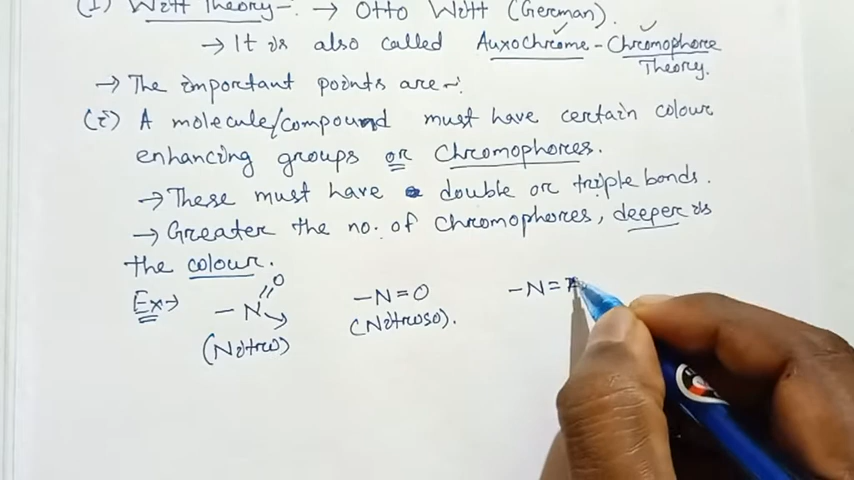 (1) Witt Theory-: → Otto Witt (German).
→ It is also called AuxoChrome - Chromophore Theory.
→ The important points are -:
(i) A molecule/compound must have certain colour
enhancing groups or Chromophores.
→ These must have double or triple bonds.
→ Greater the no. of chromophores, deeper is
the colour.
Ex→ -N=O -N=O -N=
(Nitro) (Nitroso).